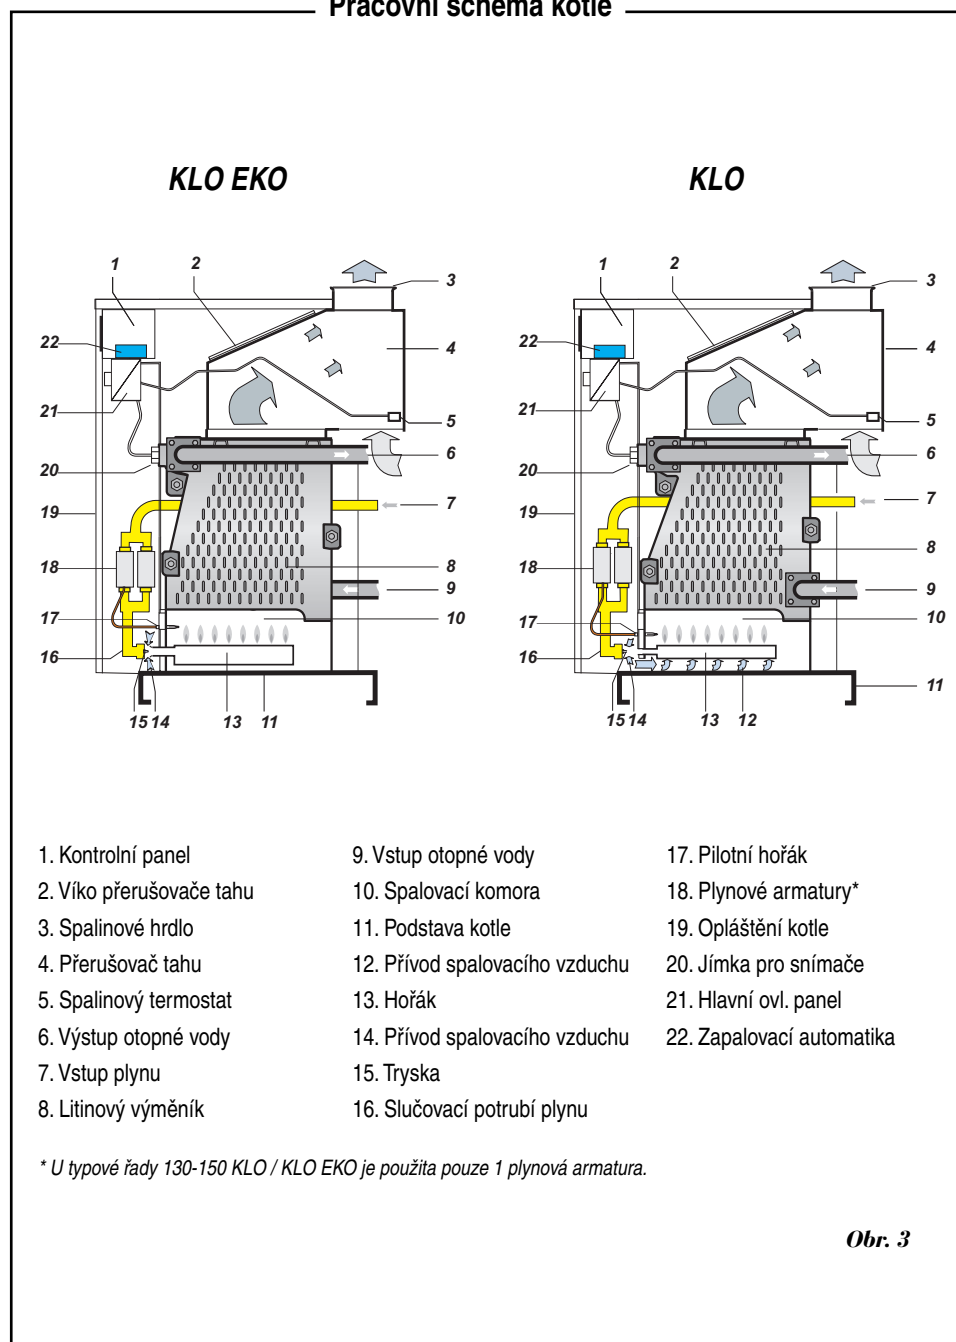 Pracovní schéma kotle
KLO EKO
KLO
1
2
3
4
5
6
7
8
9
10
11
13
14
15
16
17
18
19
20
21
22
1
2
3
4
5
6
7
8
9
10
11
12
13
14
15
16
17
18
19
20
21
22
1. Kontrolní panel
2. Víko přerušovače tahu
3. Spalinové hrdlo
4. Přerušovač tahu
5. Spalinový termostat
6. Výstup otopné vody
7. Vstup plynu
8. Litinový výměník
9. Vstup otopné vody
10. Spalovací komora
11. Podstava kotle
12. Přívod spalovacího vzduchu
13. Hořák
14. Přívod spalovacího vzduchu
15. Tryska
16. Slučovací potrubí plynu
17. Pilotní hořák
18. Plynové armatury*
19. Opláštění kotle
20. Jímka pro snímače
21. Hlavní ovl. panel
22. Zapalovací automatika
* U typové řady 130-150 KLO / KLO EKO je použita pouze 1 plynová armatura.
Obr. 3